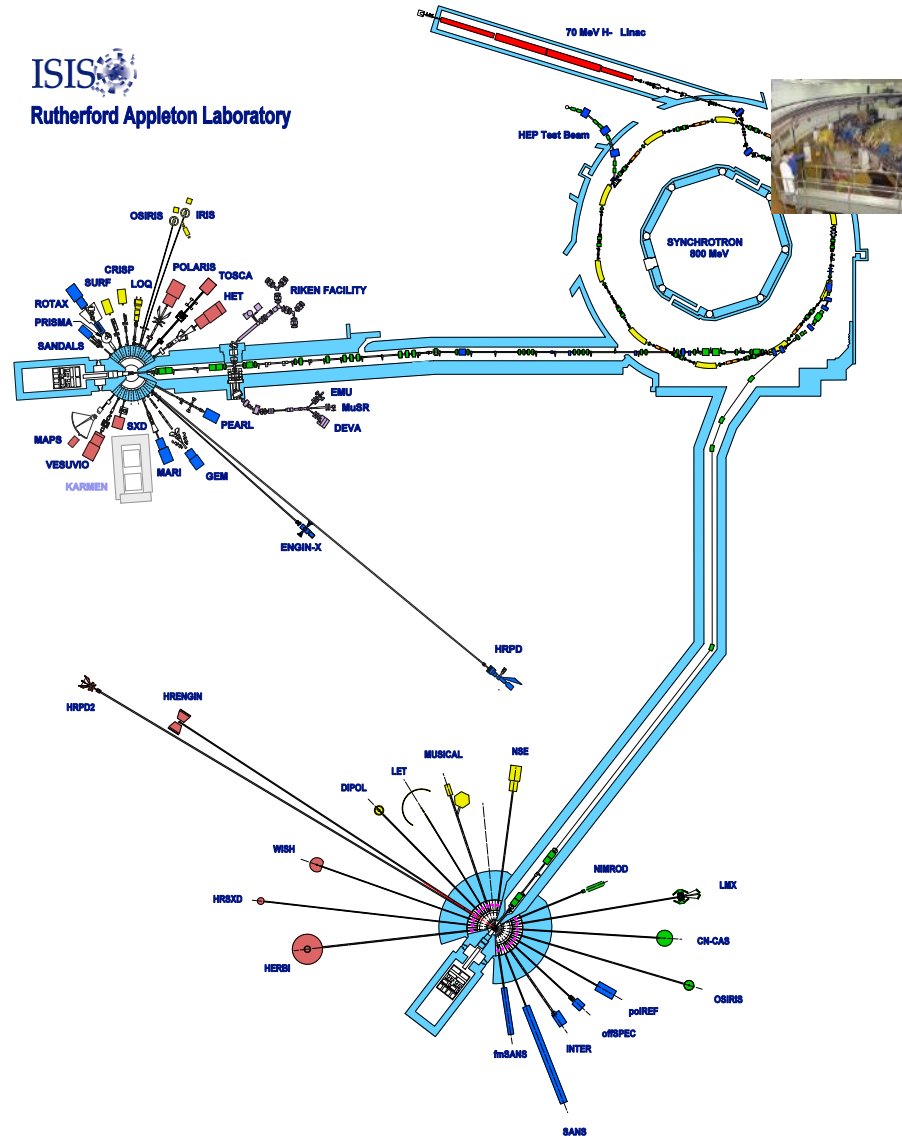 70 MeV H- Linac
ISIS
Rutherford Appleton Laboratory
HEP Test Beam
OSIRIS
IRIS
SYNCHROTRON
800 MeV
CRISP
POLARIS
SURF
LOQ
TOSCA
ROTAX
HET
RIKEN FACILITY
PRISMA
SANDALS
EMU
MuSR
DEVA
PEARL
SXD
MAPS
VESUVIO
MARI
GEM
KARMEN
ENGIN-X
HRPD
HRPD2
HRENGIN
MUSICAL
NSE
LET
DIPOL
WISH
NIMROD
LMX
HRSXD
CN-CAS
HERBI
OSIRIS
polREF
offSPEC
INTER
fmSANS
SANS